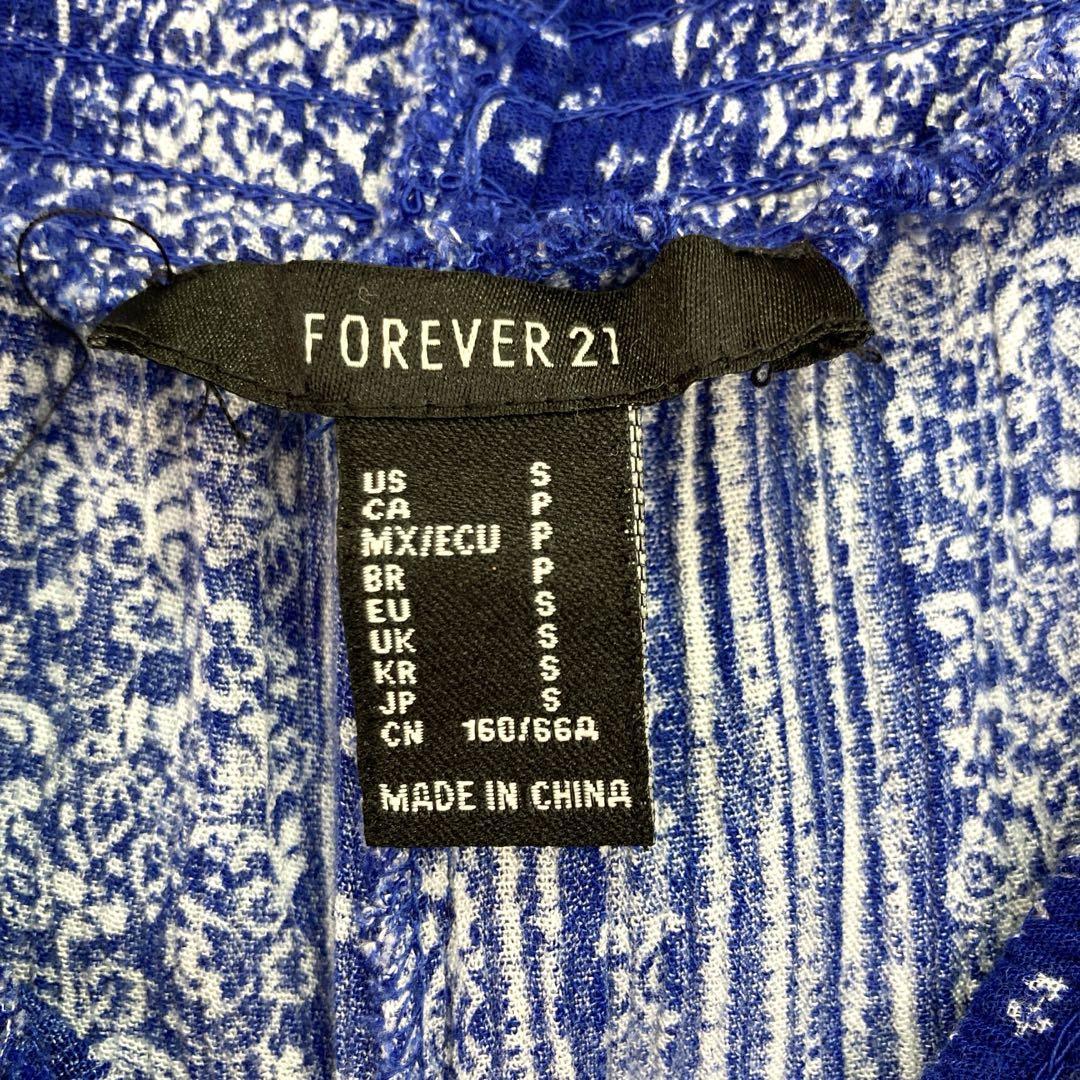 FOREVER 21
US S
CA P
MX/ECU P
BR P
EU S
UK S
KR S
JP S
CN 160/66A
MADE IN CHINA